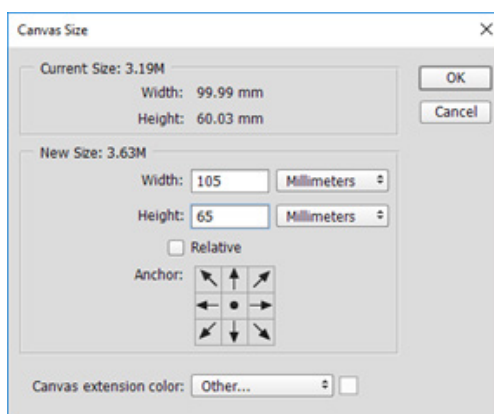 Canvas Size
Current Size: 3.19M
Width: 99.99 mm
Height: 60.03 mm
OK
Cancel
New Size: 3.63M
Width: 105 Millimeters
Height: 65 Millimeters
Relative
Anchor:
Canvas extension color: Other...